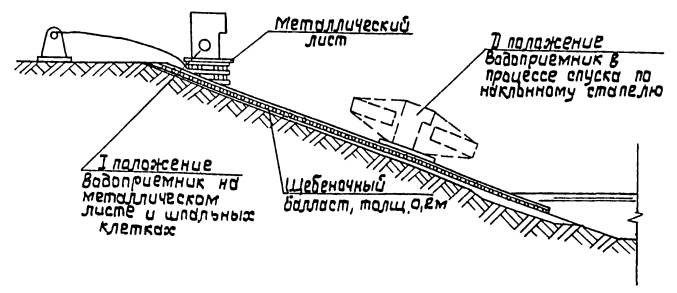 Металлический
лист
II положение
Водоприемник в
процессе спуска по
наклонному стапелю
I положение
Водоприемник на
металлическом
листе и шпальных
клетках
Щебеночный
балласт, толщ. 0,2м